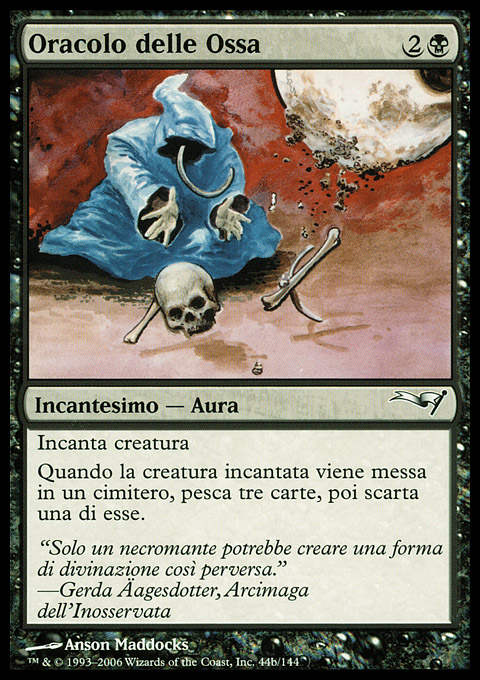 Oracolo delle Ossa 2
Incantesimo — Aura
Incanta creatura
Quando la creatura incantata viene messa
in un cimitero, pesca tre carte, poi scarta
una di esse.
“Solo un necromante potrebbe creare una forma
di divinazione così perversa.”
—Gerda Äagesdotter, Arcimaga
dell’Inosservata
Anson Maddocks
™ & © 1993–2006 Wizards of the Coast, Inc. 44b/144